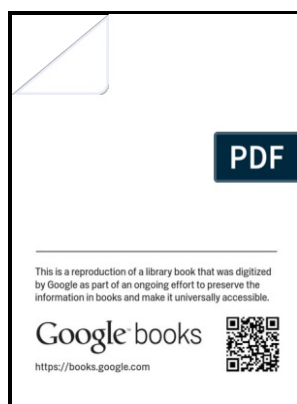 PDF
This is a reproduction of a library book that was digitized
by Google as part of an ongoing effort to preserve the
information in books and make it universally accessible.
Google books
https://books.google.com